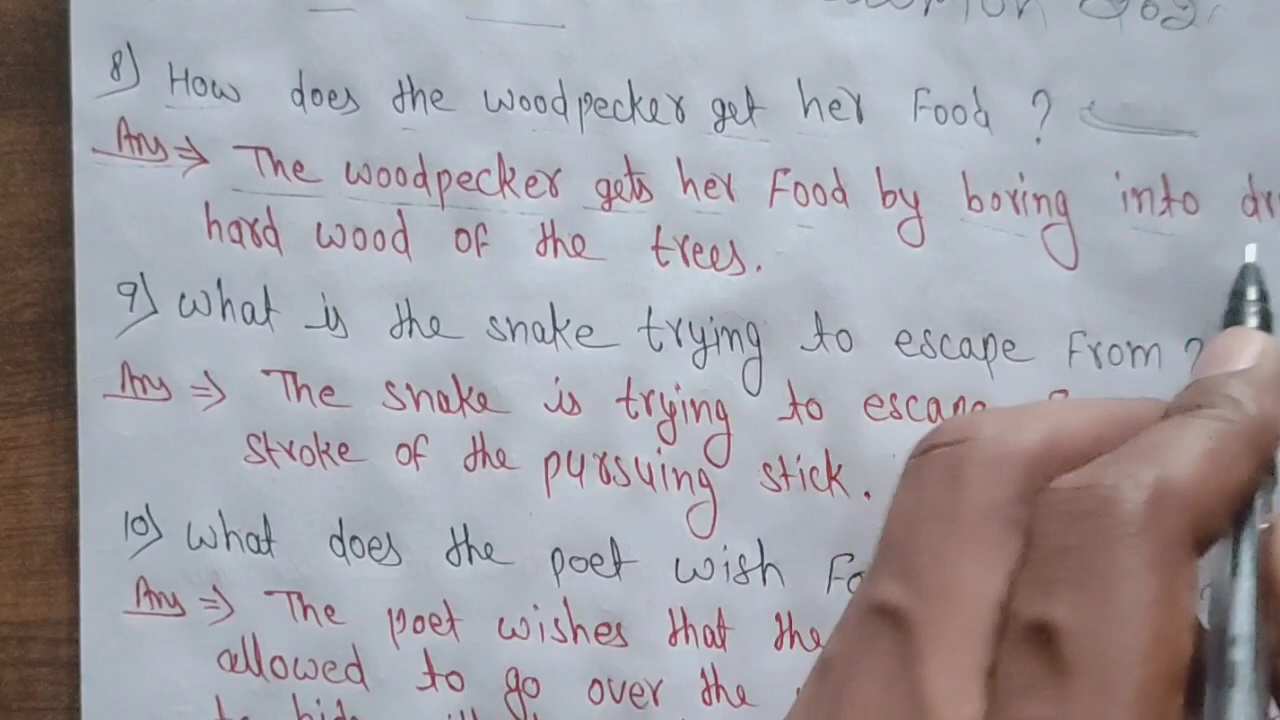 8) How does the woodpecker get her Food ?
Ans ⇒ The woodpecker gets her Food by boring into
hard wood of the trees.
9) What is the snake trying to escape From ?
Ans ⇒ The snake is trying to
stroke of the pursuing stick.
10) What does the poet wish
Ans ⇒ The poet wishes that the
allowed to go over the